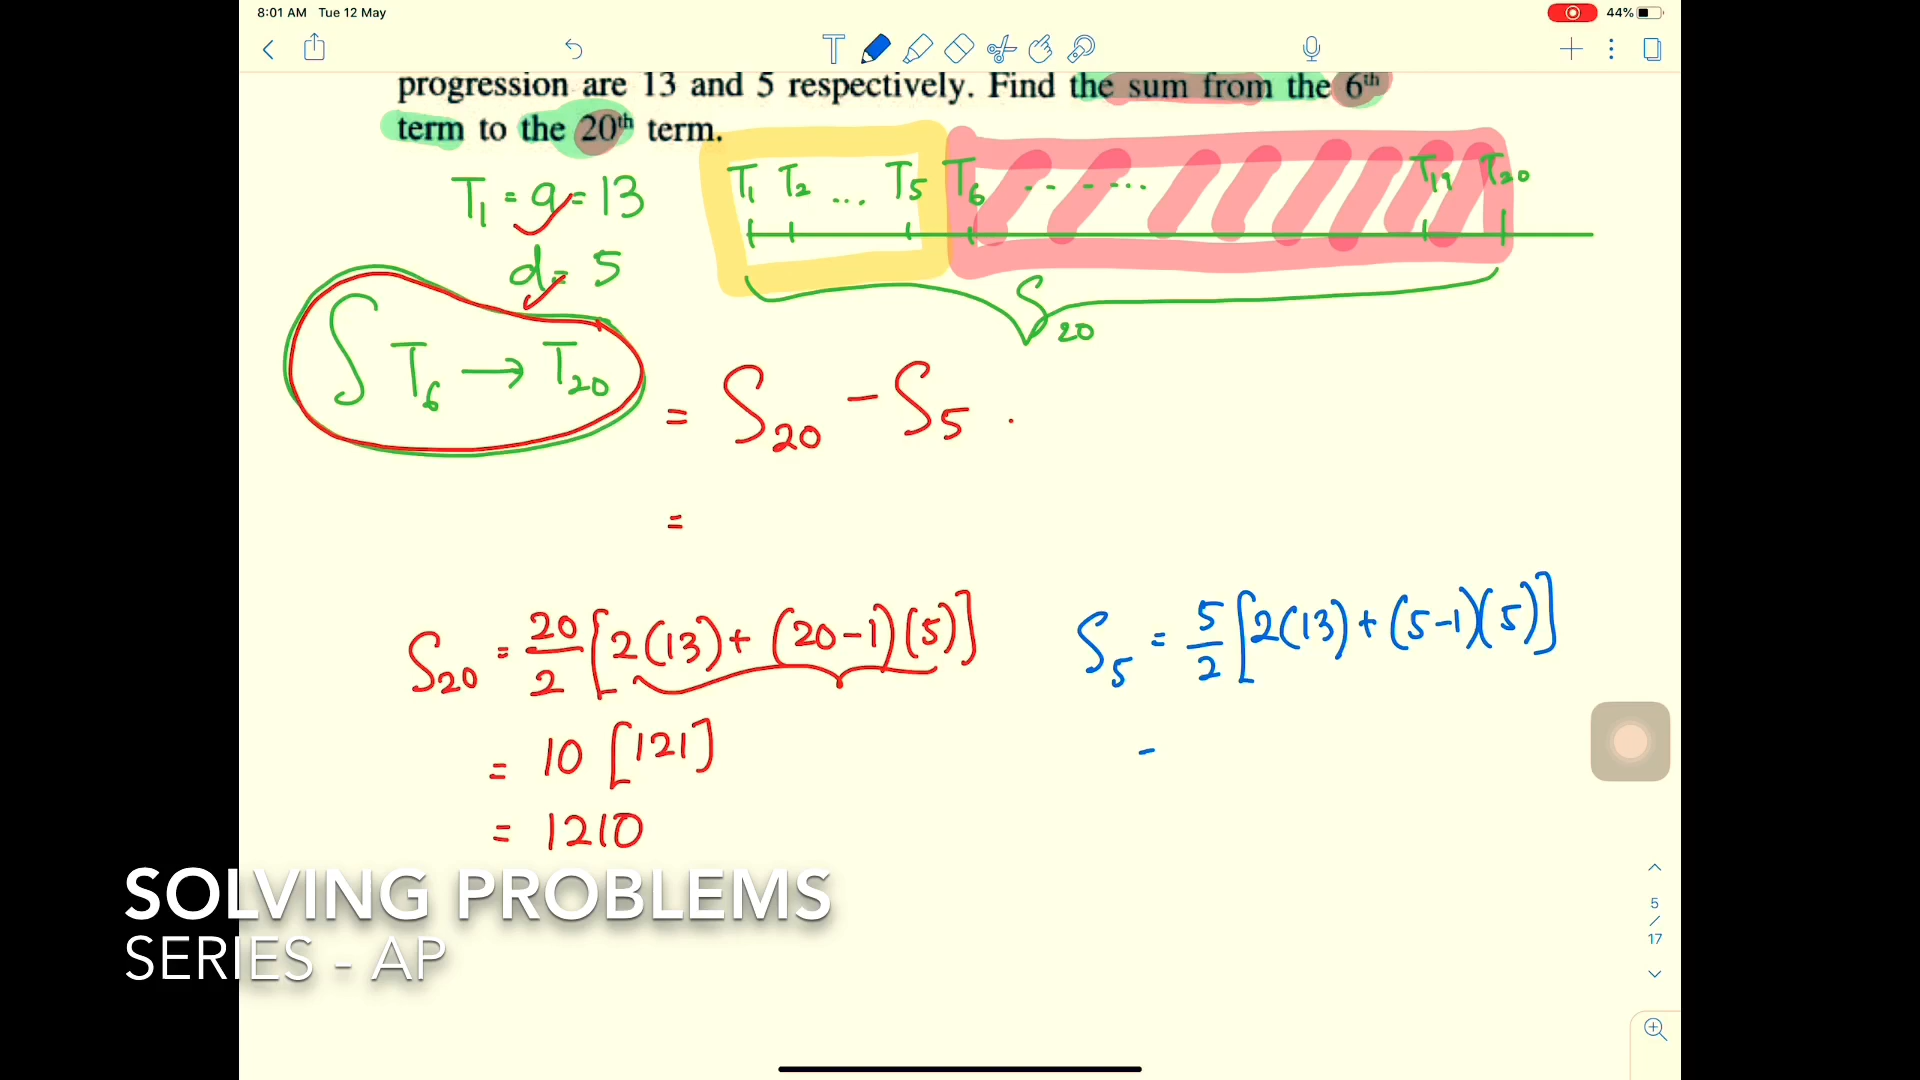 8:01 AM Tue 12 May
44%
progression are 13 and 5 respectively. Find the sum from the 6th
term to the 20th term.
T1 = a = 13
d = 5
T1 T2 ... T5 T6 - - - - ... T19 T20
S20
S T6 → T20 = S20 - S5 .
=
S20 = 20/2 [2(13) + (20-1)(5)]
= 10 [121]
= 1210
S5 = 5/2 [2(13) + (5-1)(5)]
-
SOLVING PROBLEMS
SERIES - AP
5
/
17